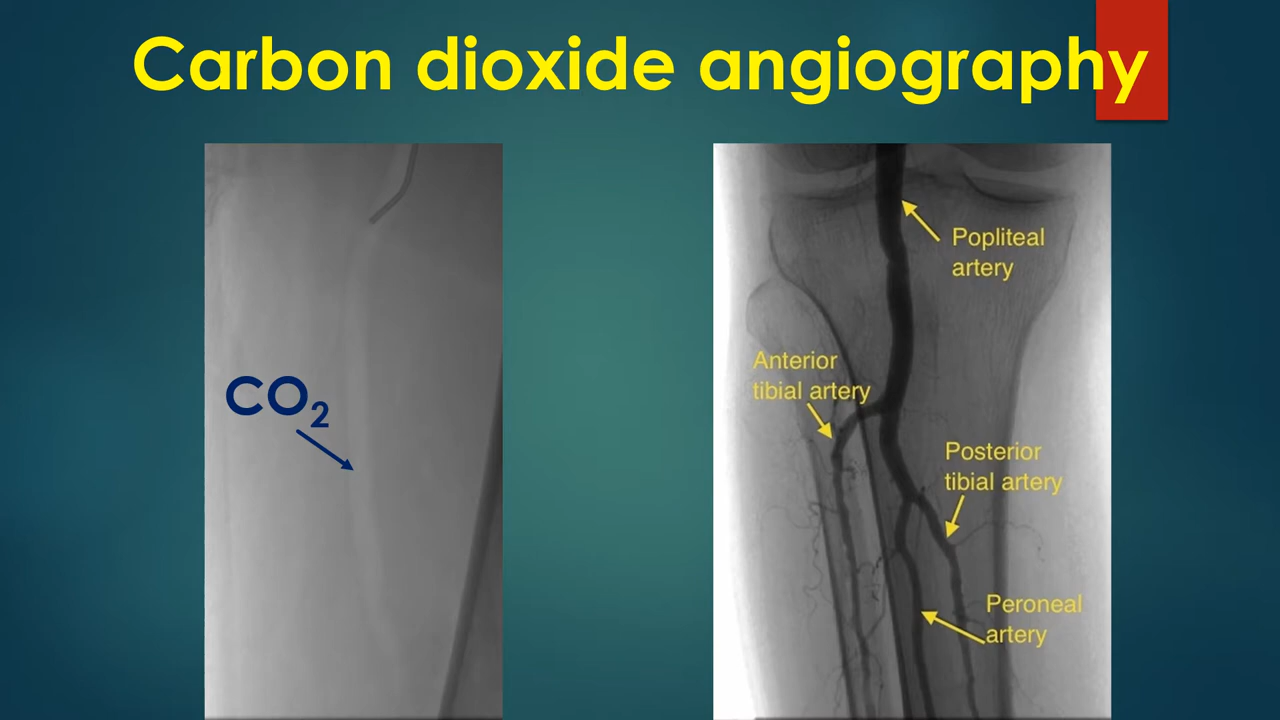 Carbon dioxide angiography
CO₂
Popliteal
artery
Anterior
tibial artery
Posterior
tibial artery
Peroneal
artery